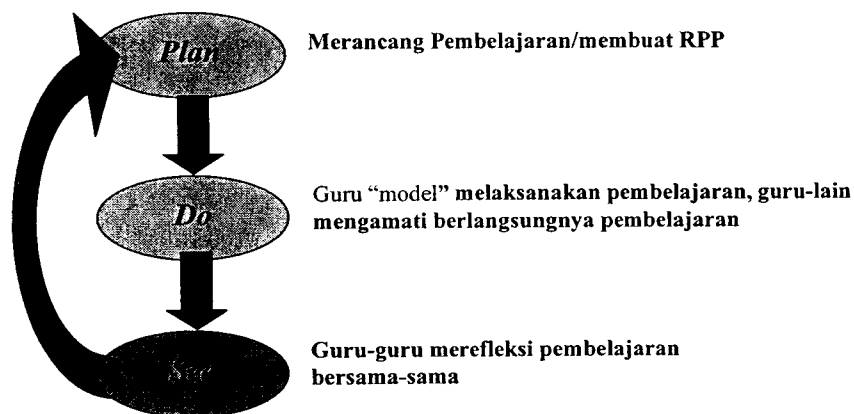 Plan
Merancang Pembelajaran/membuat RPP
Do
Guru “model” melaksanakan pembelajaran, guru-lain
mengamati berlangsungnya pembelajaran
See
Guru-guru merefleksi pembelajaran
bersama-sama